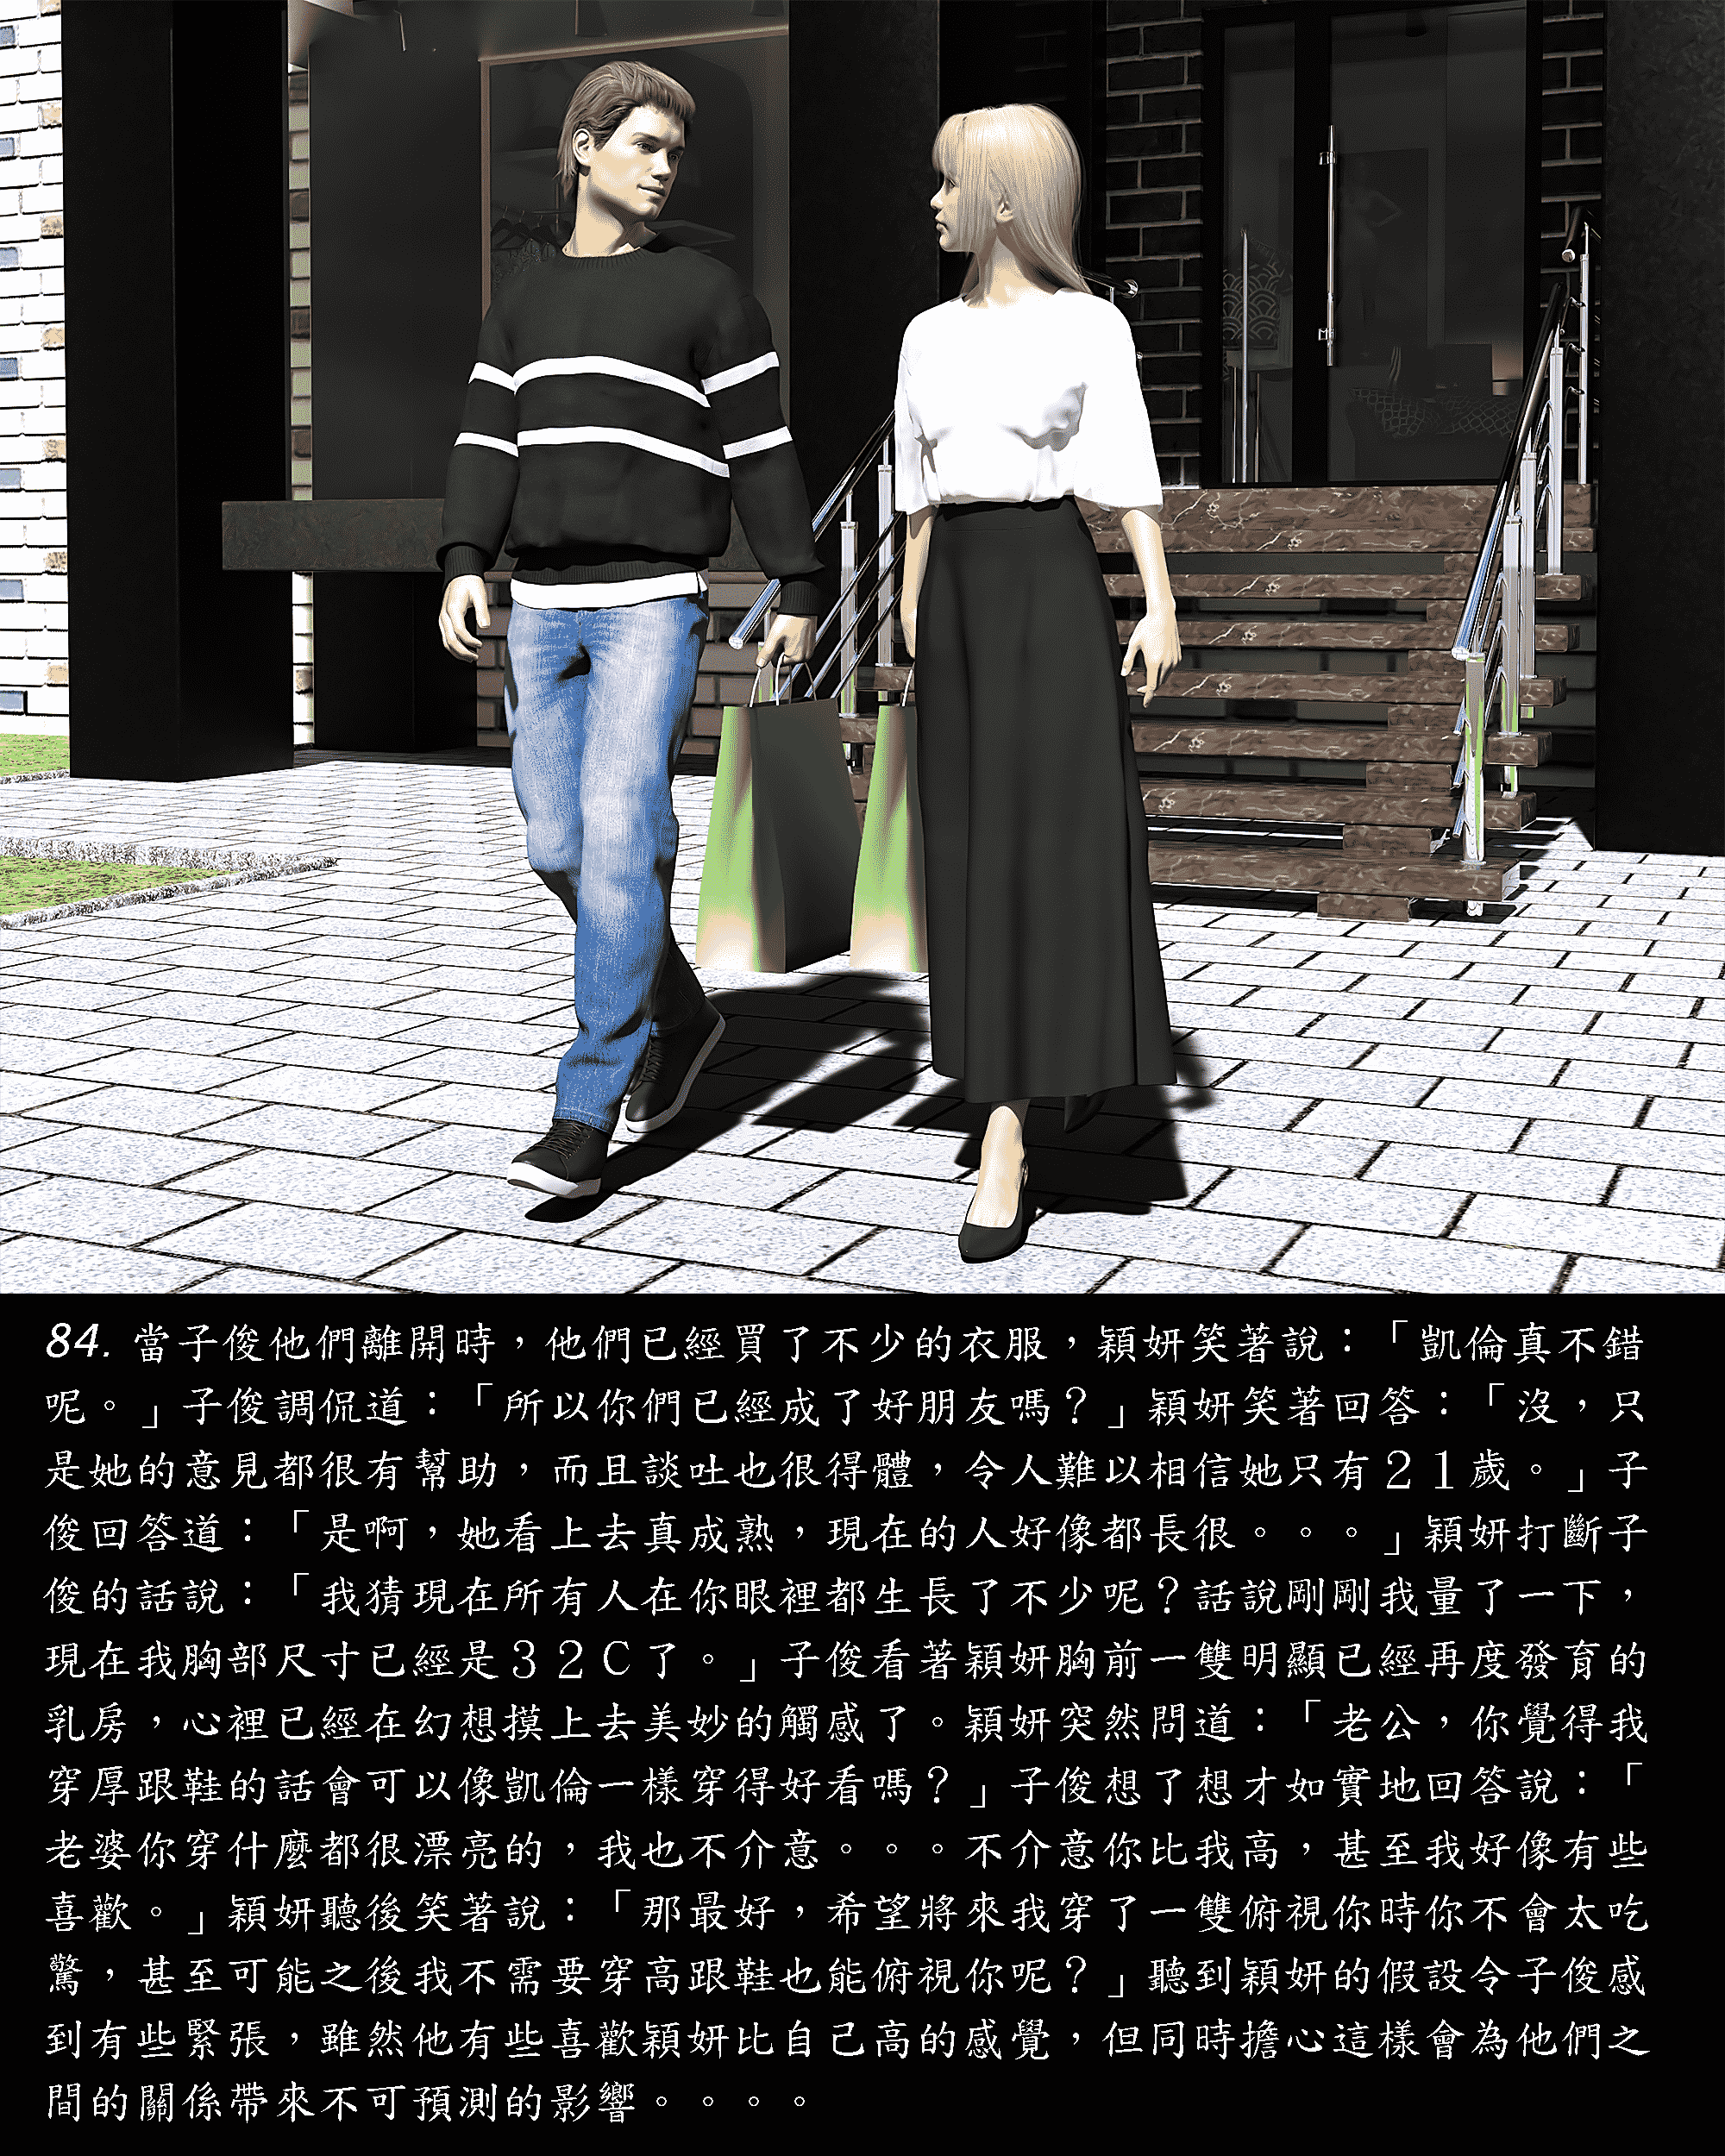 84. 當子俊他們離開時，他們已經買了不少的衣服，穎妍笑著說：「凱倫真不錯
呢。」子俊調侃道：「所以你們已經成了好朋友嗎？」穎妍笑著回答：「沒，只
是她的意見都很有幫助，而且談吐也很得體，令人難以相信她只有２１歲。」子
俊回答道：「是啊，她看上去真成熟，現在的人好像都長很。。。」穎妍打斷子
俊的話說：「我猜現在所有人在你眼裡都生長了不少呢？話說剛剛我量了一下，
現在我胸部尺寸已經是３２Ｃ了。」子俊看著穎妍胸前一雙明顯已經再度發育的
乳房，心裡已經在幻想摸上去美妙的觸感了。穎妍突然問道：「老公，你覺得我
穿厚跟鞋的話會可以像凱倫一樣穿得好看嗎？」子俊想了想才如實地回答說：「
老婆你穿什麼都很漂亮的，我也不介意。。。不介意你比我高，甚至我好像有些
喜歡。」穎妍聽後笑著說：「那最好，希望將來我穿了一雙俯視你時你不會太吃
驚，甚至可能之後我不需要穿高跟鞋也能俯視你呢？」聽到穎妍的假設令子俊感
到有些緊張，雖然他有些喜歡穎妍比自己高的感覺，但同時擔心這樣會為他們之
間的關係帶來不可預測的影響。。。。